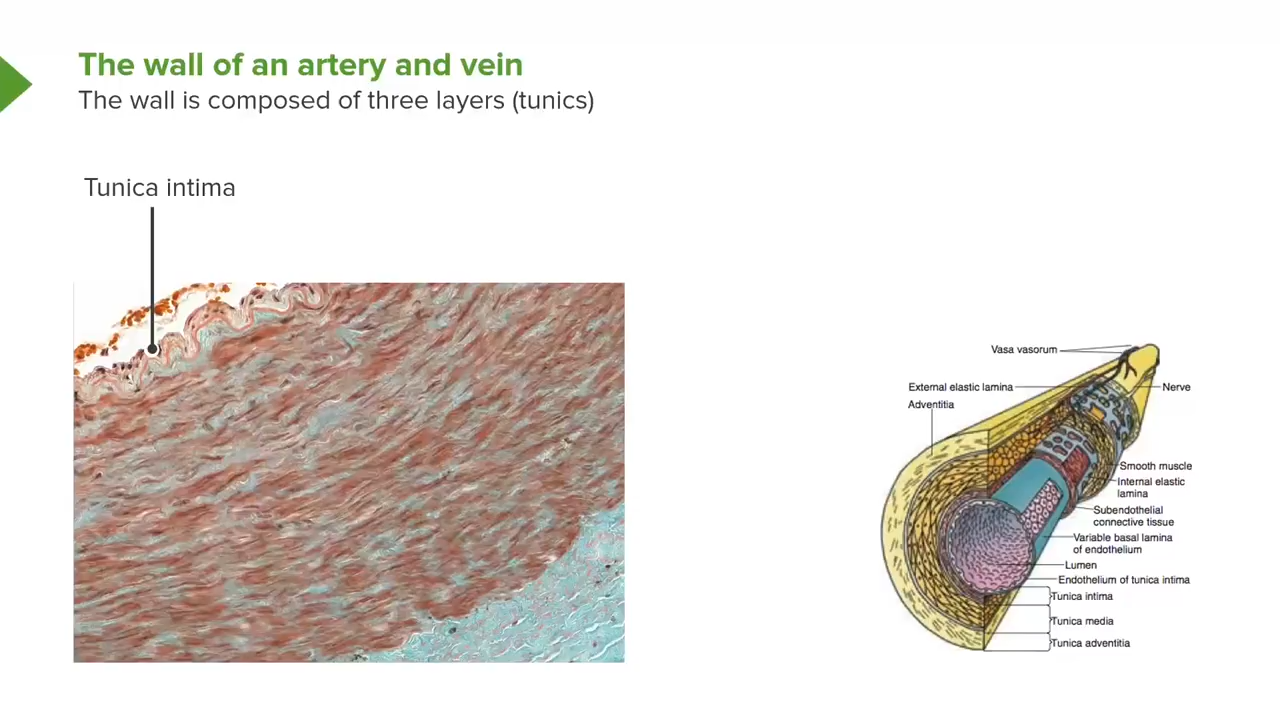 The wall of an artery and vein
The wall is composed of three layers (tunics)
Tunica intima
Vasa vasorum
External elastic lamina
Nerve
Adventitia
Smooth muscle
Internal elastic
lamina
Subendothelial
connective tissue
Variable basal lamina
of endothelium
Lumen
Endothelium of tunica intima
Tunica intima
Tunica media
Tunica adventitia